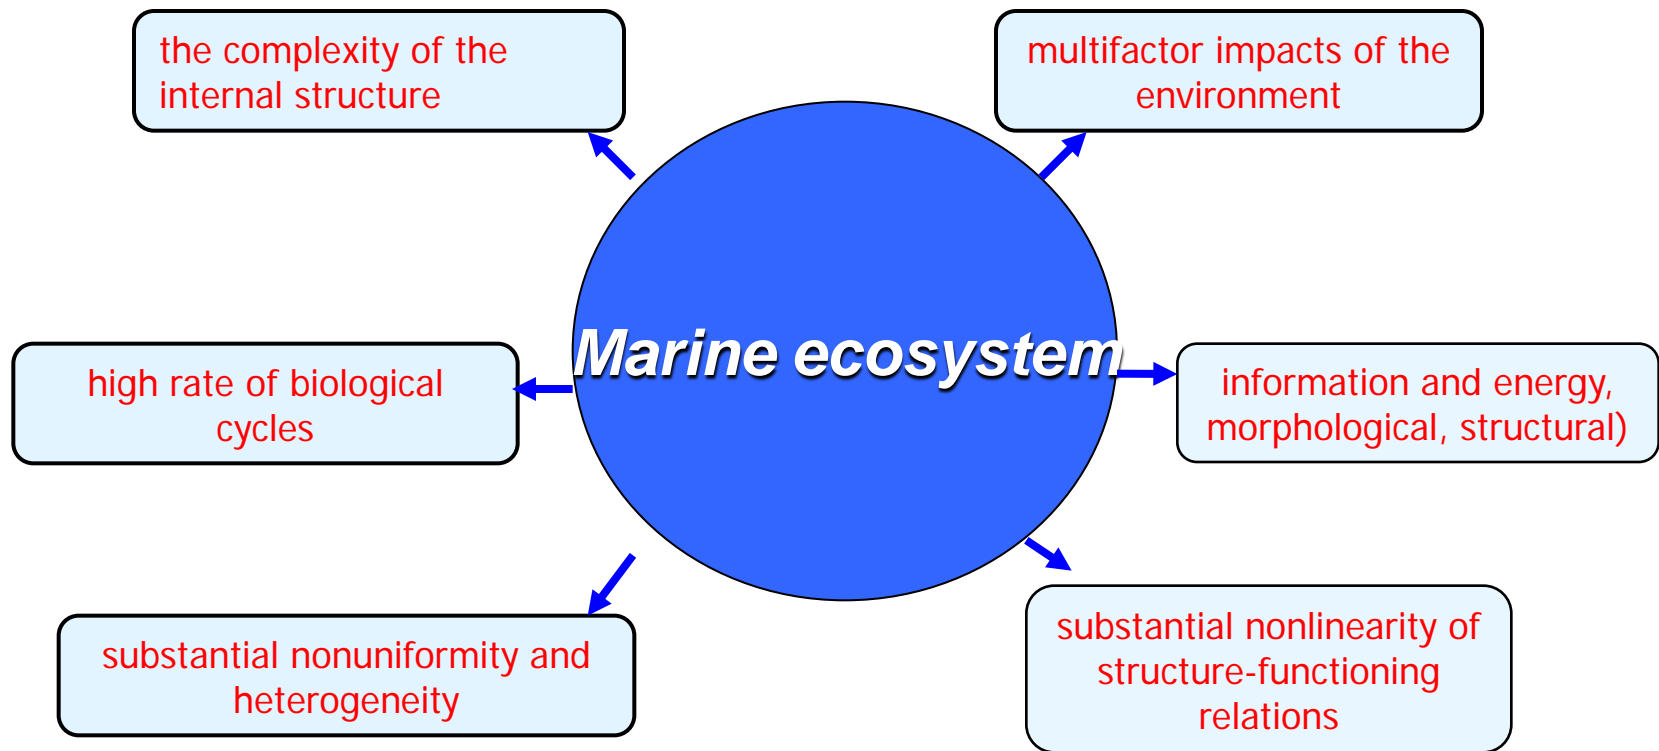 the complexity of the
internal structure
multifactor impacts of the
environment
Marine ecosystem
high rate of biological
cycles
information and energy,
morphological, structural)
substantial nonuniformity and
heterogeneity
substantial nonlinearity of
structure-functioning
relations